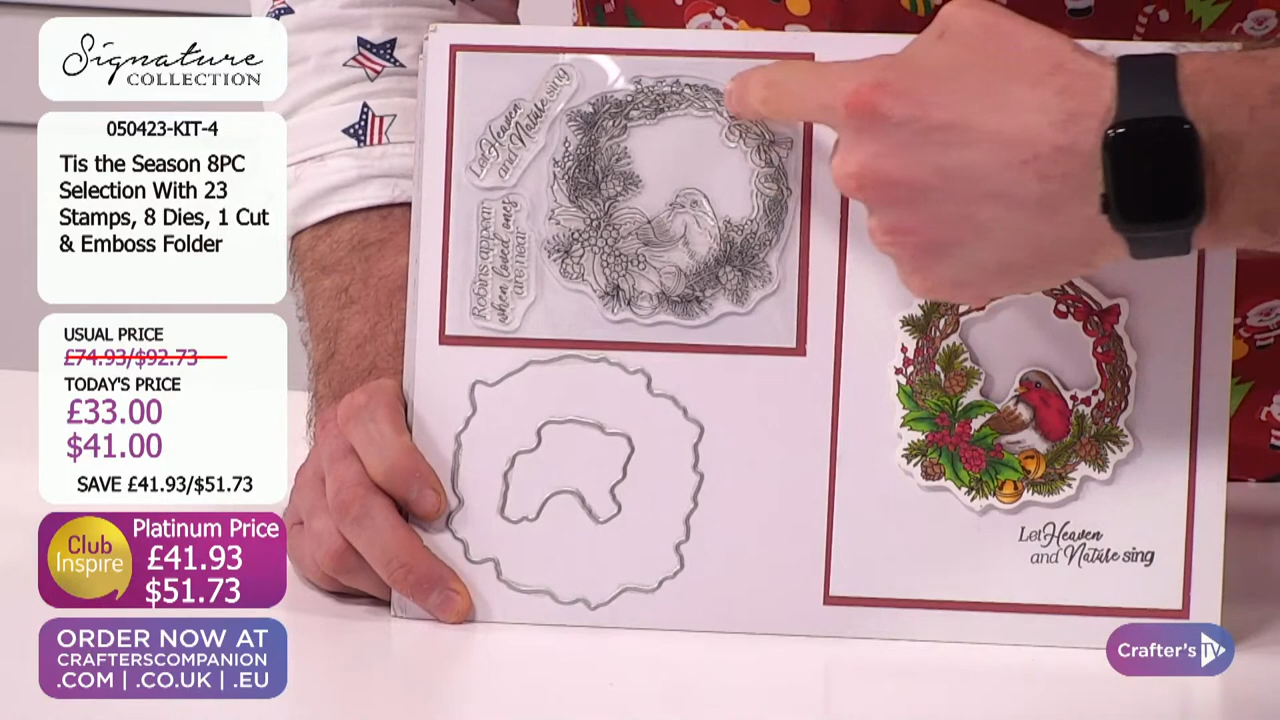 Signature
COLLECTION
050423-KIT-4
Tis the Season 8PC
Selection With 23
Stamps, 8 Dies, 1 Cut
& Emboss Folder
USUAL PRICE
£74.93/$92.73
TODAY'S PRICE
£33.00
$41.00
SAVE £41.93/$51.73
Club
Inspire
Platinum Price
£41.93
$51.73
ORDER NOW AT
CRAFTERSCOMPANION
.COM | .CO.UK | .EU
Let Heaven
and Nature sing
Robins appear
when loved ones
are near
Let Heaven
and Nature sing
Crafter's TV